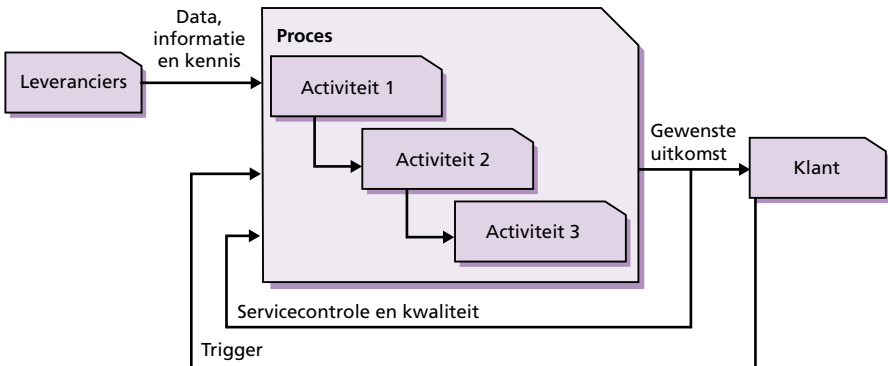 Data,
informatie
en kennis
Leveranciers
Proces
Activiteit 1
Activiteit 2
Activiteit 3
Gewenste
uitkomst
Klant
Servicecontrole en kwaliteit
Trigger